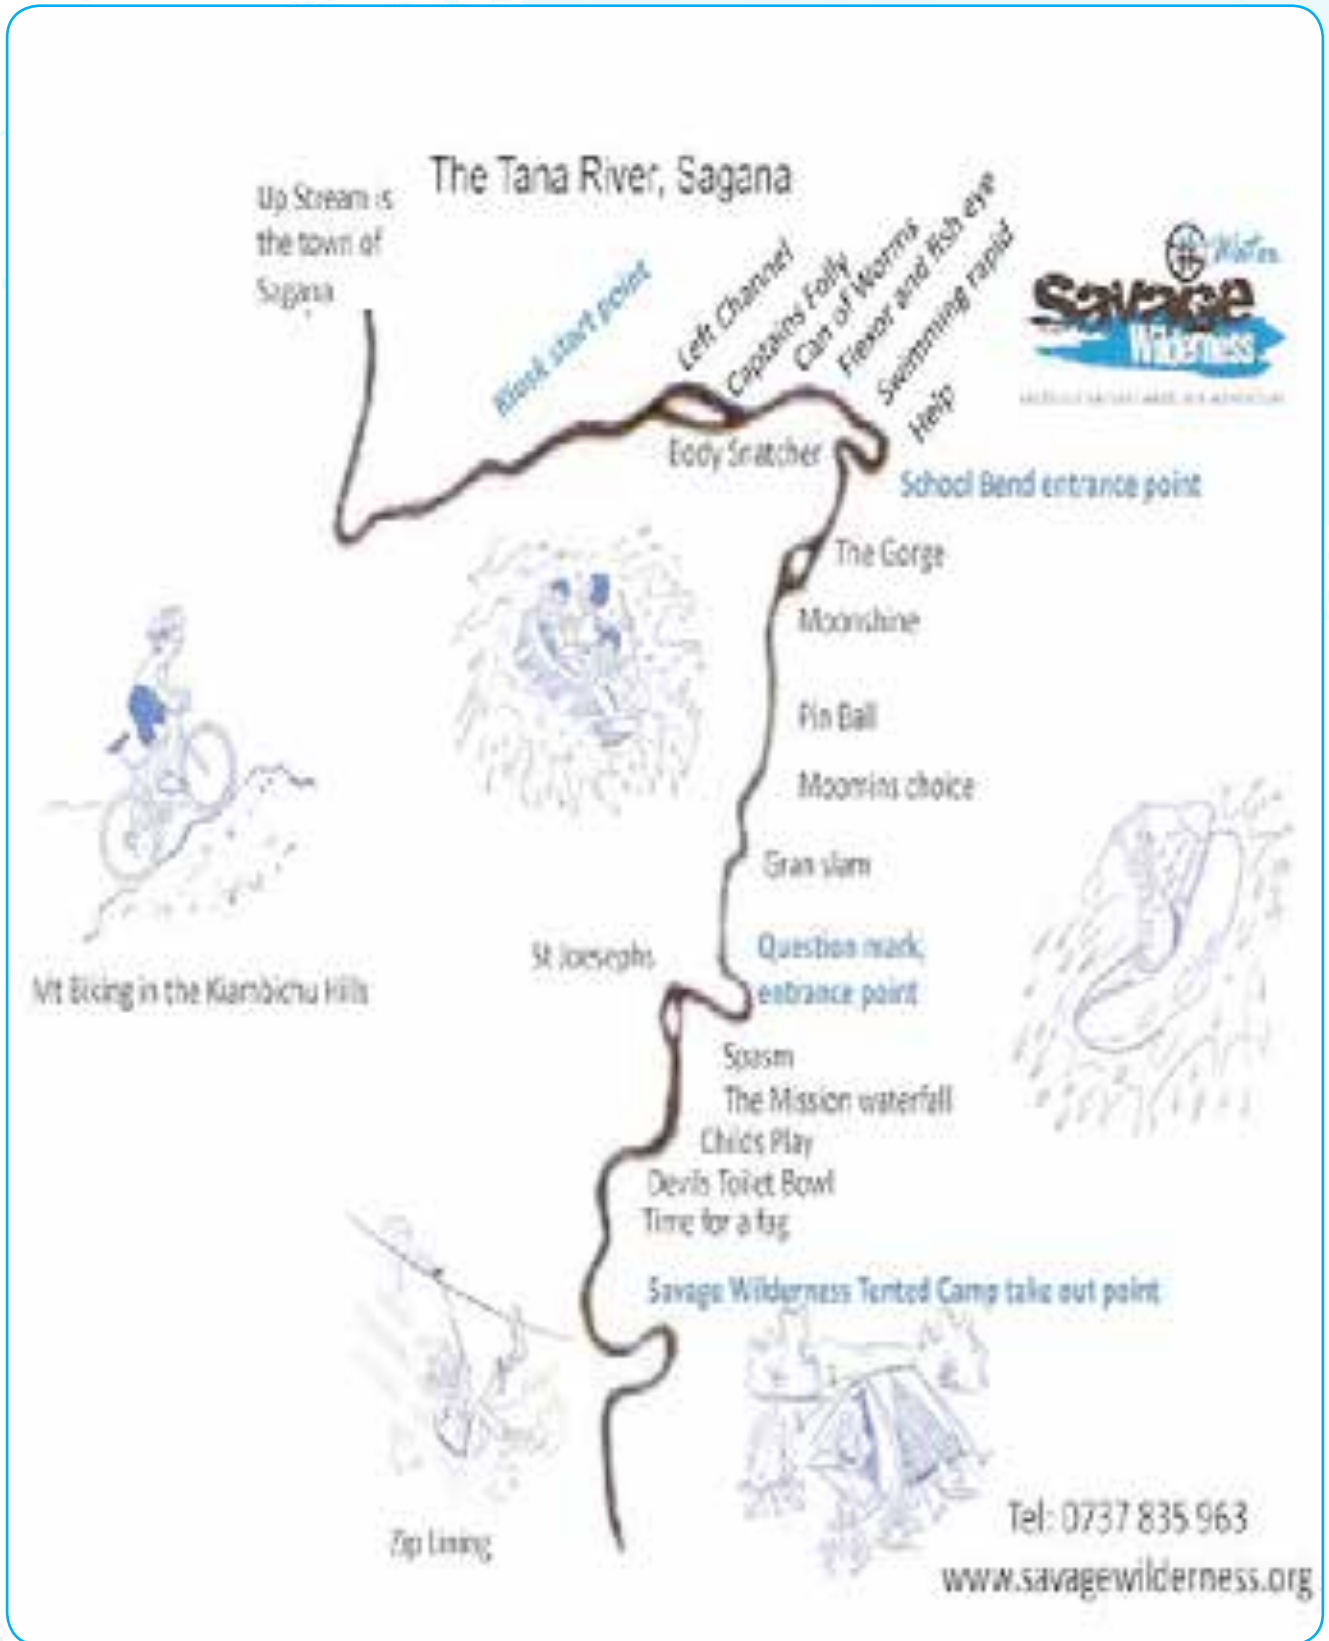 The Tana River, Sagana
Up Stream is
the town of
Sagana
Kiosk start point
Left Channel
Captains Folly
Can of Worms
Flexor and fish eye
Swimming rapid
Help
Water
Savage
Wilderness
Body Snatcher
School Bend entrance point
The Gorge
Moonshine
Pin Ball
Moomins choice
Gran slam
St Joesephs
Question mark,
entrance point
Mt Biking in the Kiambichu Hills
Spasm
The Mission waterfall
Childs Play
Devils Toilet Bowl
Time for a fag
Savage Wilderness Tented Camp take out point
Zip Lining
Tel: 0737 835 963
www.savagewilderness.org